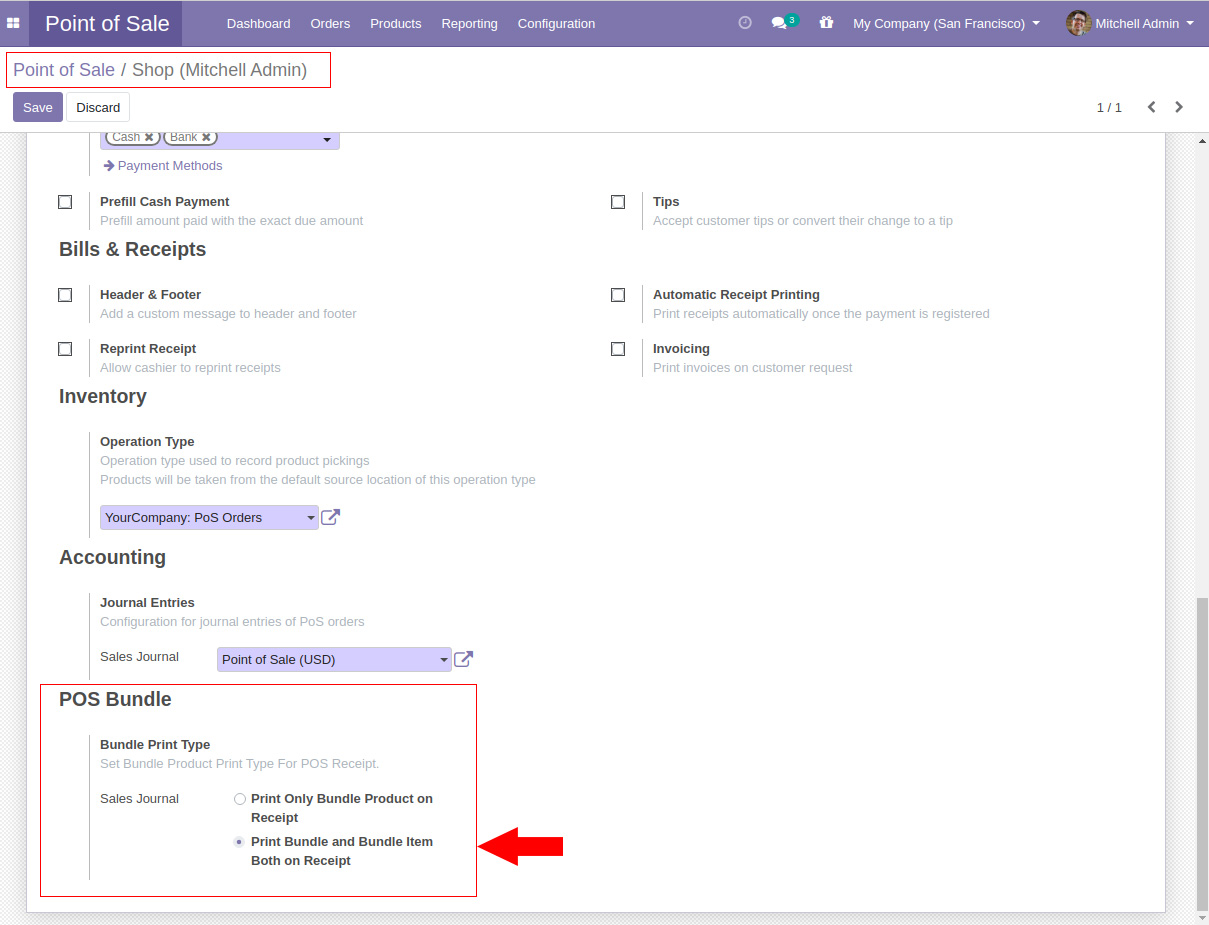 Point of Sale Dashboard Orders Products Reporting Configuration 3 My Company (San Francisco) Mitchell Admin
Point of Sale / Shop (Mitchell Admin)
Save Discard 1 / 1
Cash Bank
Payment Methods
Prefill Cash Payment
Prefill amount paid with the exact due amount
Tips
Accept customer tips or convert their change to a tip
Bills & Receipts
Header & Footer
Add a custom message to header and footer
Automatic Receipt Printing
Print receipts automatically once the payment is registered
Reprint Receipt
Allow cashier to reprint receipts
Invoicing
Print invoices on customer request
Inventory
Operation Type
Operation type used to record product pickings
Products will be taken from the default source location of this operation type
YourCompany: PoS Orders
Accounting
Journal Entries
Configuration for journal entries of PoS orders
Sales Journal Point of Sale (USD)
POS Bundle
Bundle Print Type
Set Bundle Product Print Type For POS Receipt.
Sales Journal Print Only Bundle Product on
Receipt
Print Bundle and Bundle Item
Both on Receipt